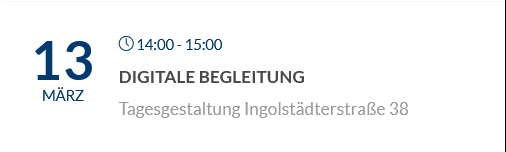 13
MÄRZ
14:00 - 15:00
DIGITALE BEGLEITUNG
Tagesgestaltung Ingolstädterstraße 38